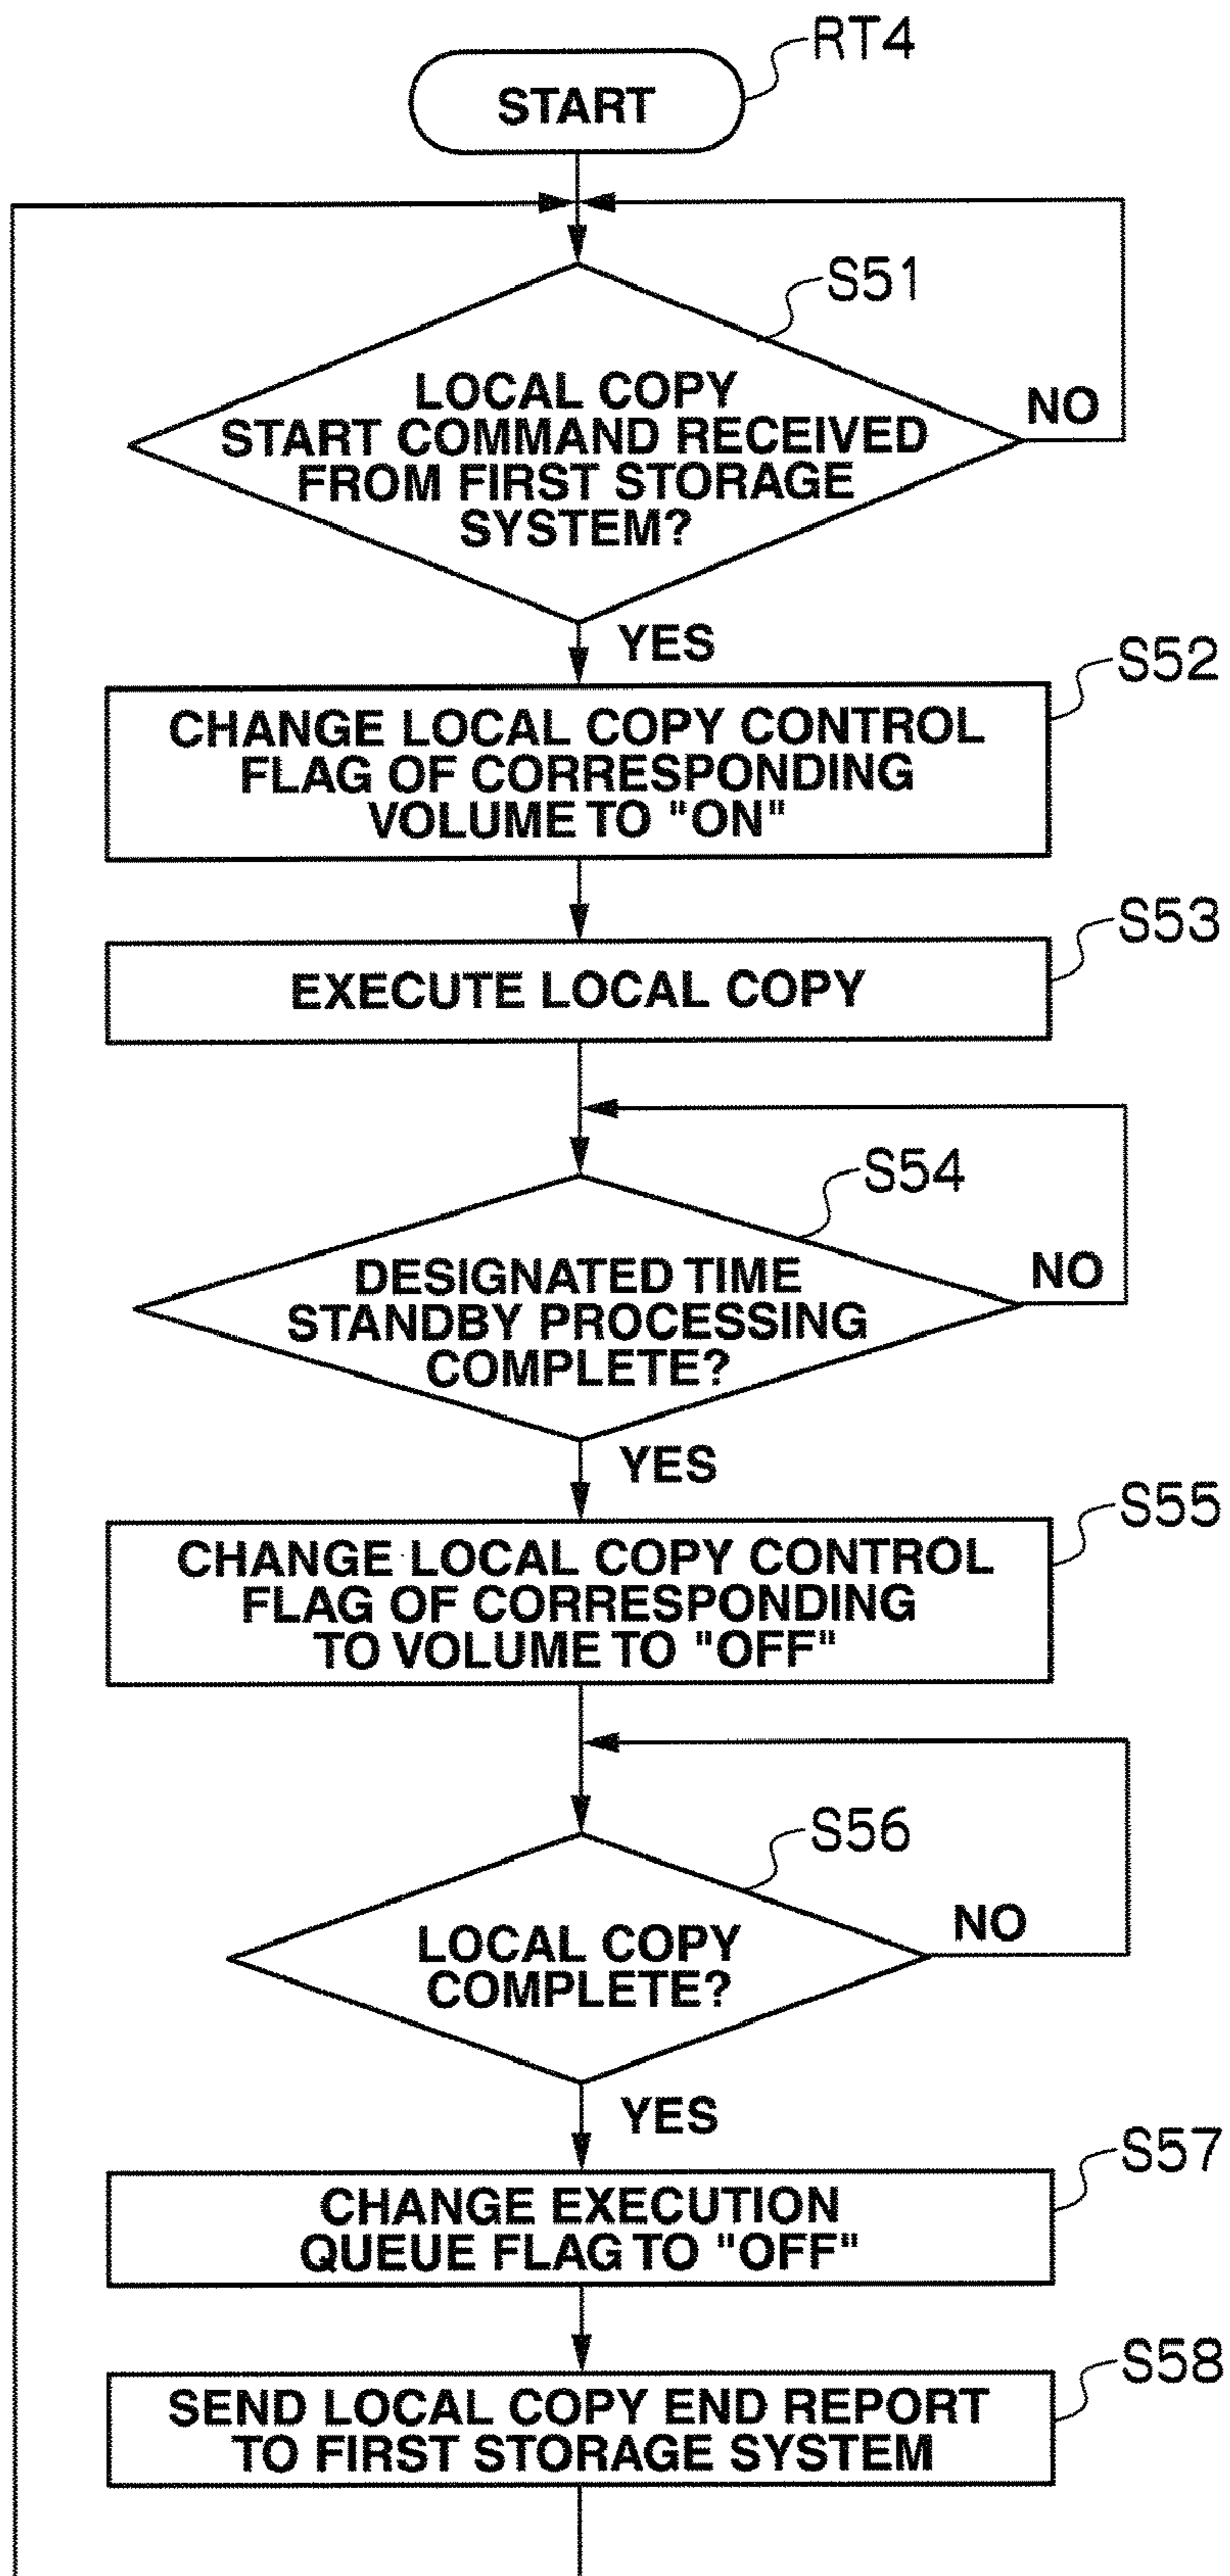 RT4
START
S51
LOCAL COPY
START COMMAND RECEIVED
FROM FIRST STORAGE
SYSTEM?
NO
YES
S52
CHANGE LOCAL COPY CONTROL
FLAG OF CORRESPONDING
VOLUME TO "ON"
S53
EXECUTE LOCAL COPY
S54
DESIGNATED TIME
STANDBY PROCESSING
COMPLETE?
NO
YES
S55
CHANGE LOCAL COPY CONTROL
FLAG OF CORRESPONDING
TO VOLUME TO "OFF"
S56
LOCAL COPY
COMPLETE?
NO
YES
S57
CHANGE EXECUTION
QUEUE FLAG TO "OFF"
S58
SEND LOCAL COPY END REPORT
TO FIRST STORAGE SYSTEM